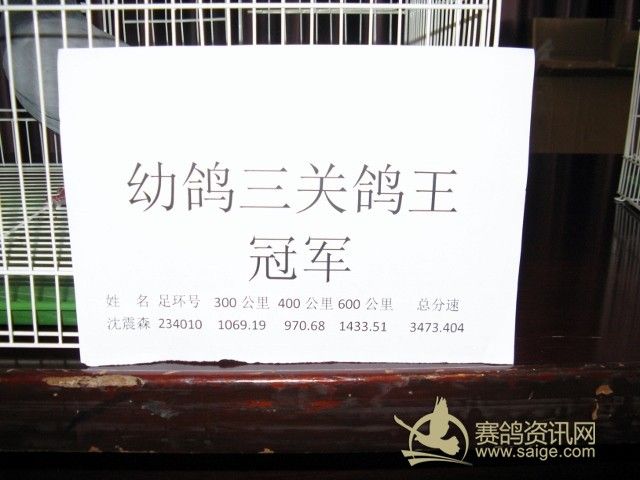 幼鸽三关鸽王
冠军
姓 名 足环号 300 公里 400 公里 600 公里 总分速
沈震森 234010 1069.19 970.68 1433.51 3473.404
赛鸽资讯网
www.saige.com